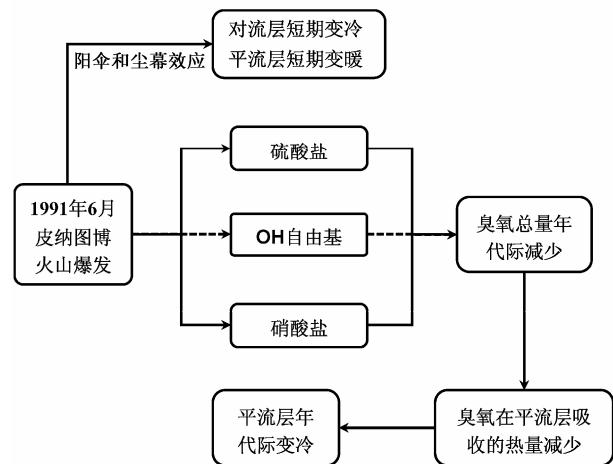 对流层短期变冷
平流层短期变暖
阳伞和尘幕效应
硫酸盐
1991年6月
皮纳图博
火山爆发
OH自由基
臭氧总量年
代际减少
硝酸盐
平流层年
代际变冷
臭氧在平流层吸
收的热量减少